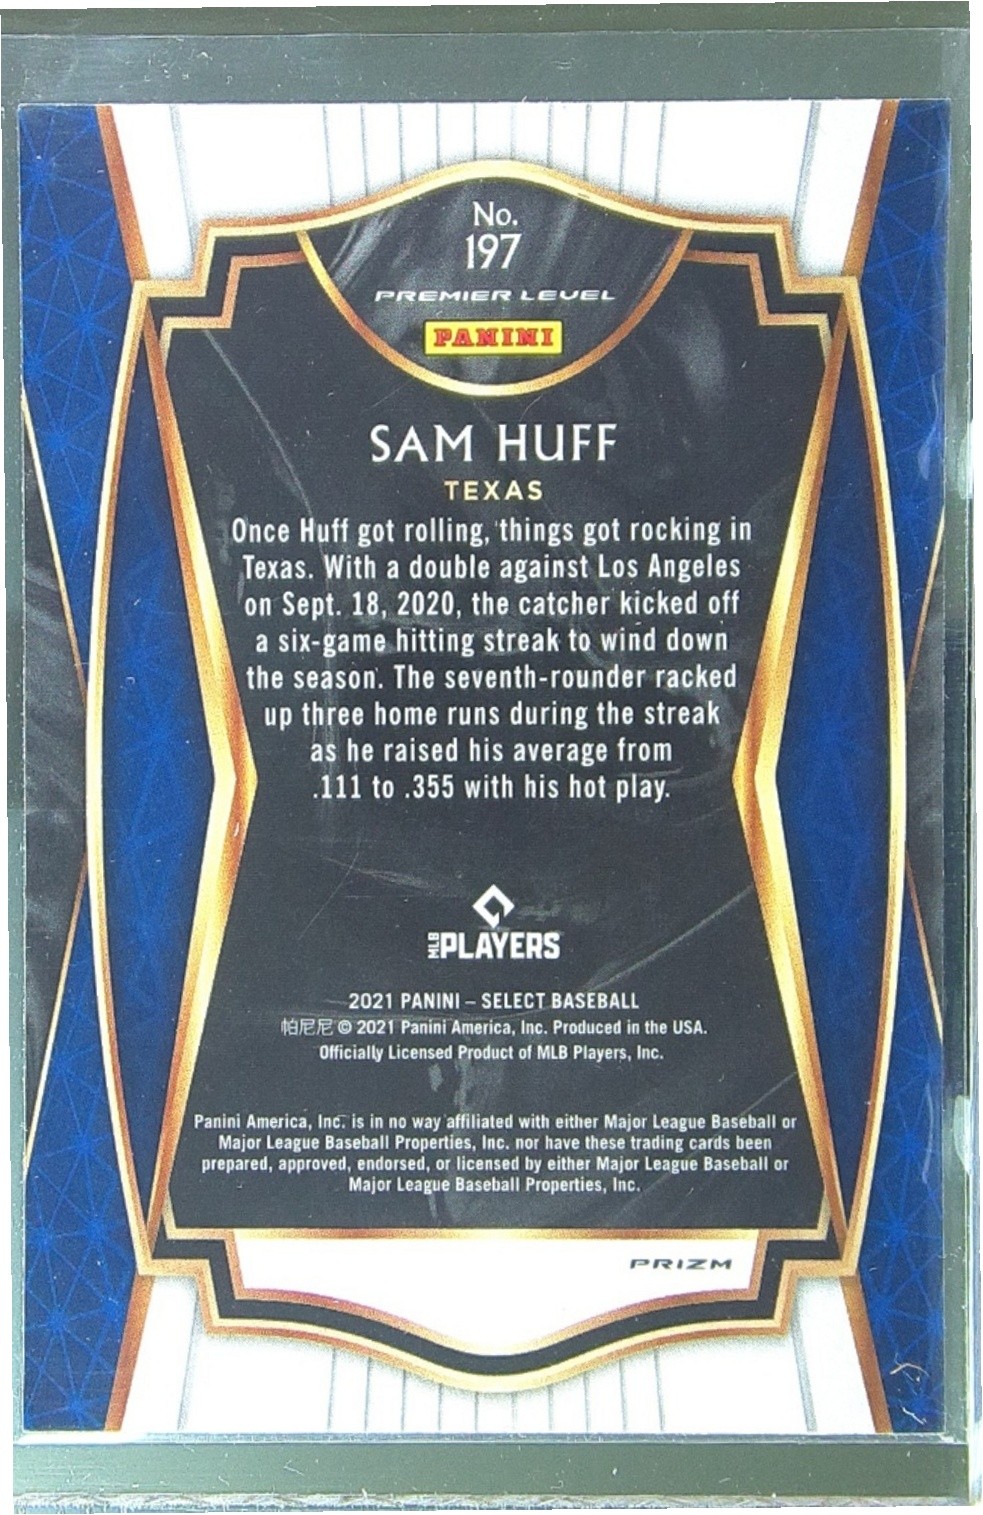 No.
197
PREMIER LEVEL
PANINI
SAM HUFF
TEXAS
Once Huff got rolling, things got rocking in
Texas. With a double against Los Angeles
on Sept. 18, 2020, the catcher kicked off
a six-game hitting streak to wind down
the season. The seventh-rounder racked
up three home runs during the streak
as he raised his average from
.111 to .355 with his hot play.
MLB PLAYERS
2021 PANINI – SELECT BASEBALL
帕尼尼 © 2021 Panini America, Inc. Produced in the USA.
Officially Licensed Product of MLB Players, Inc.
Panini America, Inc. is in no way affiliated with either Major League Baseball or
Major League Baseball Properties, Inc. nor have these trading cards been
prepared, approved, endorsed, or licensed by either Major League Baseball or
Major League Baseball Properties, Inc.
PRIZM